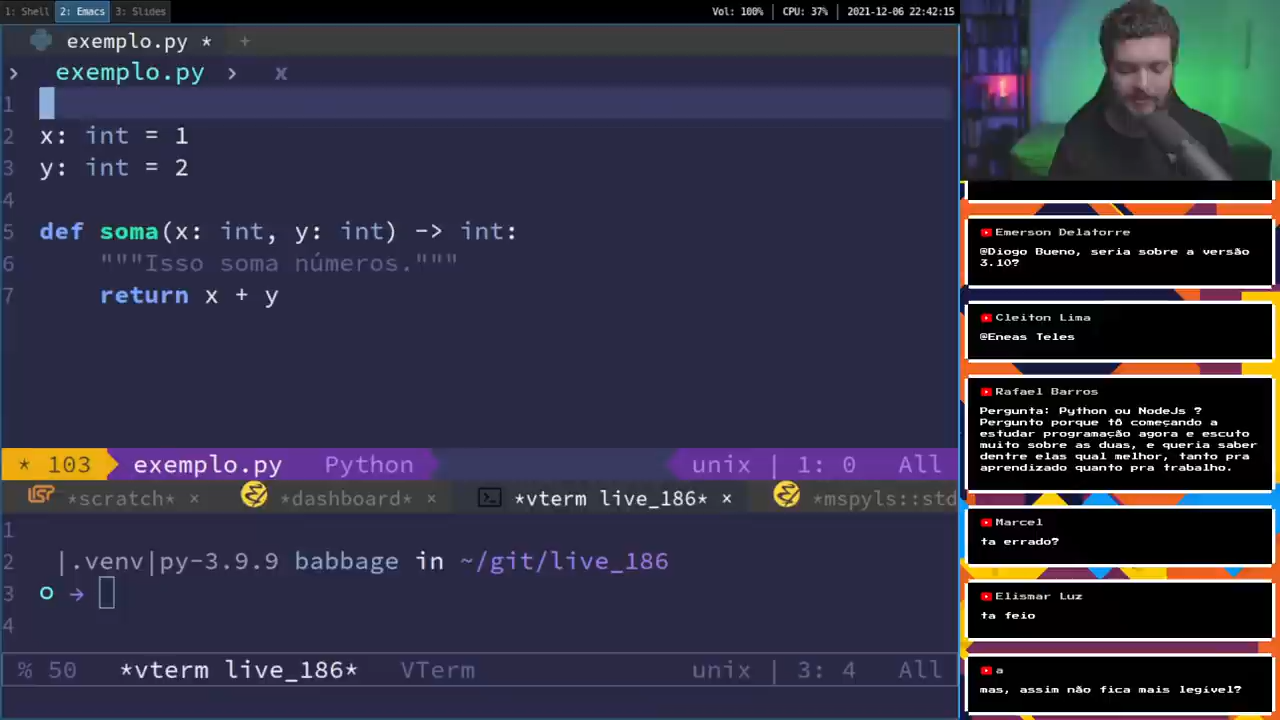 1: Shell 2: Emacs 3: Slides Vol: 100% | CPU: 37% | 2021-12-06 22:42:15
exemplo.py * +
> exemplo.py > x
1
2 x: int = 1
3 y: int = 2
4
5 def soma(x: int, y: int) -> int:
6 """Isso soma números."""
7 return x + y
* 103 exemplo.py Python unix | 1: 0 All
*scratch* × *dashboard* × *vterm live_186* × *mspyls::std
1
2 |.venv|py-3.9.9 babbage in ~/git/live_186
3 o →
4
% 50 *vterm live_186* VTerm unix | 3: 4 All
Emerson Delatorre
@Diogo Bueno, seria sobre a versão
3.10?
Cleiton Lima
@Eneas Teles
Rafael Barros
Pergunta: Python ou NodeJs ?
Pergunto porque tô começando a
estudar programação agora e escuto
muito sobre as duas, e queria saber
dentre elas qual melhor, tanto pra
aprendizado quanto pra trabalho.
Marcel
ta errado?
Elismar Luz
ta feio
a
mas, assim não fica mais legível?